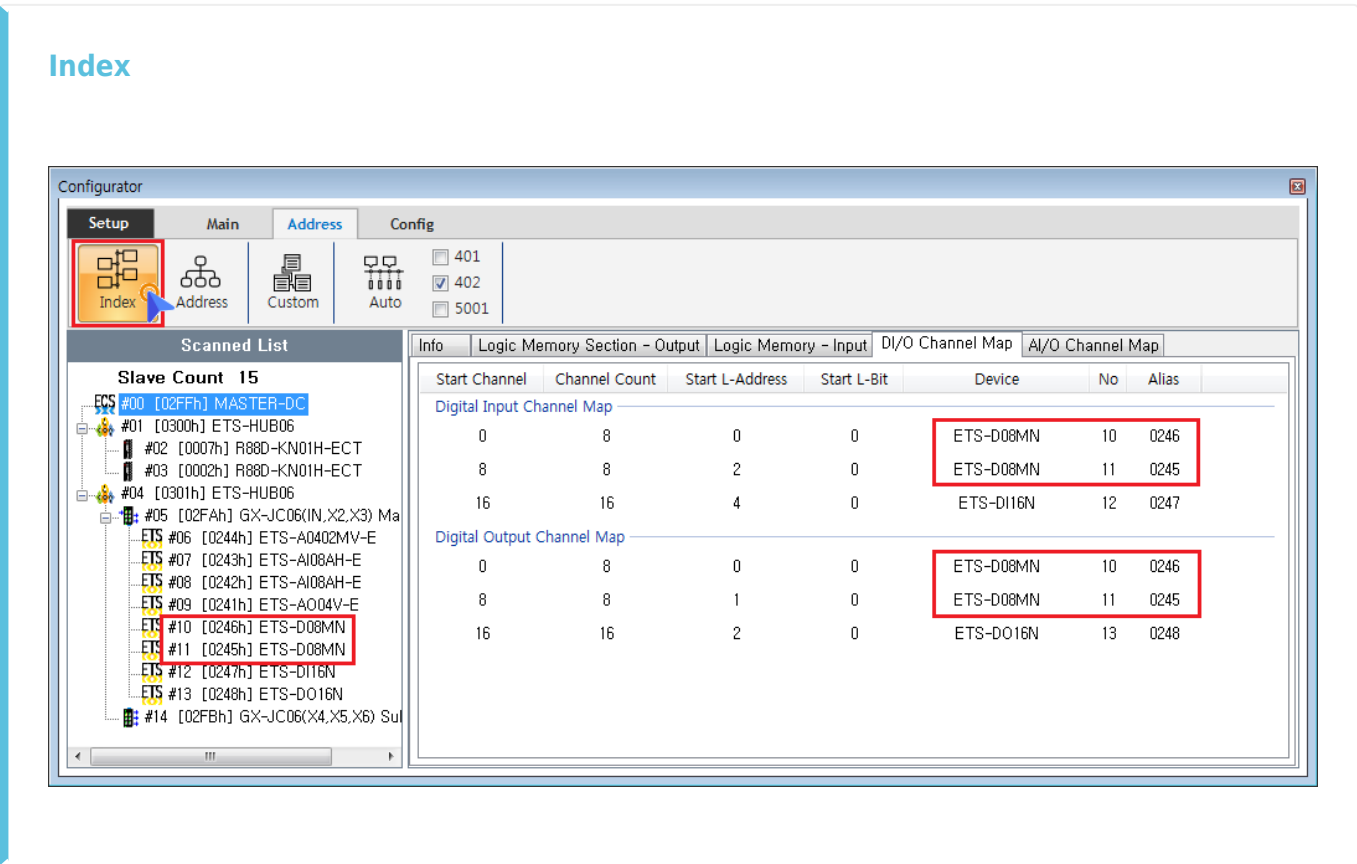 Index
Configurator
Setup Main Address Config
Index Address Custom Auto
401
402
5001
Scanned List
Slave Count 15
#00 [02FFh] MASTER-DC
#01 [0300h] ETS-HUB06
#02 [0007h] R88D-KN01H-ECT
#03 [0002h] R88D-KN01H-ECT
#04 [0301h] ETS-HUB06
#05 [02FAh] GX-JC06(IN,X2,X3) Ma
ETS #06 [0244h] ETS-A0402MV-E
ETS #07 [0243h] ETS-AI08AH-E
ETS #08 [0242h] ETS-AI08AH-E
ETS #09 [0241h] ETS-AO04V-E
ETS #10 [0246h] ETS-D08MN
ETS #11 [0245h] ETS-D08MN
ETS #12 [0247h] ETS-DI16N
ETS #13 [0248h] ETS-DO16N
#14 [02FBh] GX-JC06(X4,X5,X6) Sul
Info Logic Memory Section - Output Logic Memory - Input DI/O Channel Map AI/O Channel Map
Start Channel Channel Count Start L-Address Start L-Bit Device No Alias
Digital Input Channel Map
0 8 0 0 ETS-D08MN 10 0246
8 8 2 0 ETS-D08MN 11 0245
16 16 4 0 ETS-DI16N 12 0247
Digital Output Channel Map
0 8 0 0 ETS-D08MN 10 0246
8 8 1 0 ETS-D08MN 11 0245
16 16 2 0 ETS-DO16N 13 0248